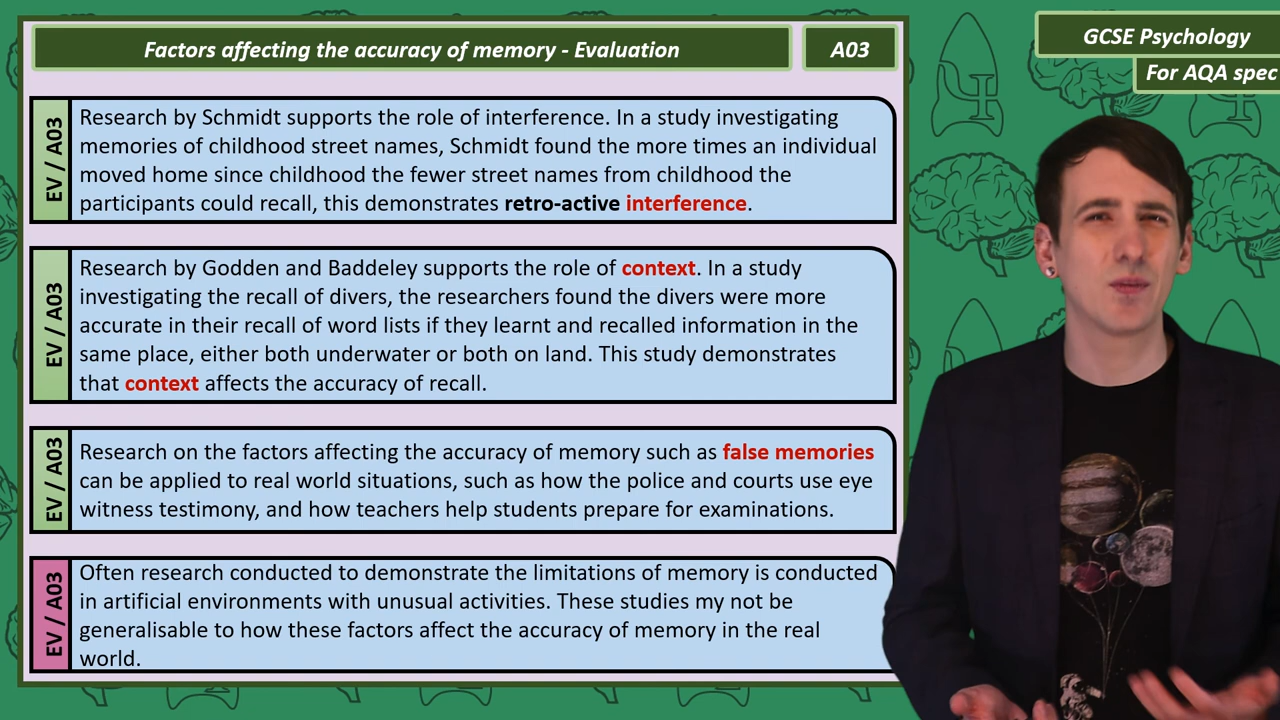 Factors affecting the accuracy of memory - Evaluation
A03
GCSE Psychology
For AQA spec
EV / A03
Research by Schmidt supports the role of interference. In a study investigating
memories of childhood street names, Schmidt found the more times an individual
moved home since childhood the fewer street names from childhood the
participants could recall, this demonstrates retro-active interference.
EV / A03
Research by Godden and Baddeley supports the role of context. In a study
investigating the recall of divers, the researchers found the divers were more
accurate in their recall of word lists if they learnt and recalled information in the
same place, either both underwater or both on land. This study demonstrates
that context affects the accuracy of recall.
EV / A03
Research on the factors affecting the accuracy of memory such as false memories
can be applied to real world situations, such as how the police and courts use eye
witness testimony, and how teachers help students prepare for examinations.
EV / A03
Often research conducted to demonstrate the limitations of memory is conducted
in artificial environments with unusual activities. These studies my not be
generalisable to how these factors affect the accuracy of memory in the real
world.